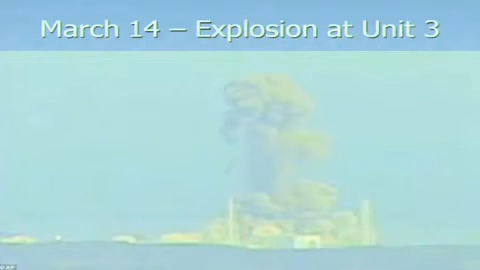 March 14 – Explosion at Unit 3